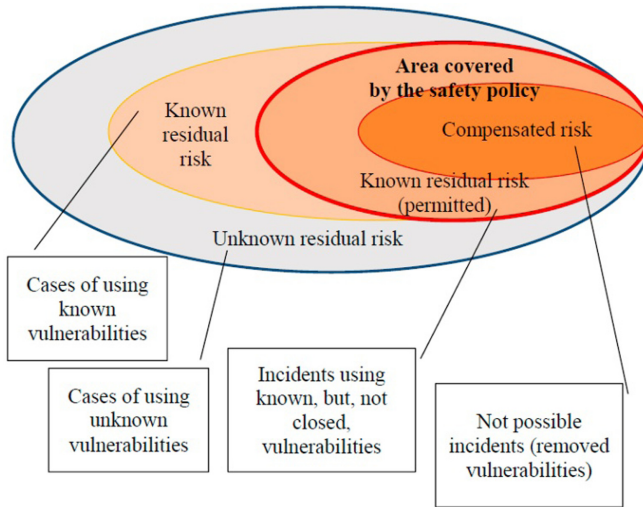 Area covered
by the safety policy
Known
residual
risk
Compensated risk
Known residual risk
(permitted)
Unknown residual risk
Cases of using
known
vulnerabilities
Cases of using
unknown
vulnerabilities
Incidents using
known, but, not
closed,
vulnerabilities
Not possible
incidents (removed
vulnerabilities)